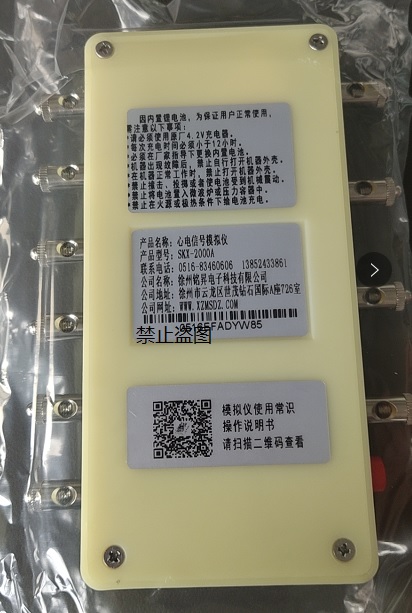 因内置锂电池，为保证用户正常使用，
需注意以下事项：
请必须使用原厂4.2V充电器。
每次充电时间必须小于12小时。
必须在厂家指导下更换内置电池。
机器出现故障后，禁止自行打开机器外壳。
在机器正常工作时，禁止打开机器外壳。
禁止撞击、投掷或者使电池受到机械震动。
禁止将电池置入微波炉或压力容器中。
禁止在火源或极热条件下给电池充电。
产品名称：心电信号模拟仪
产品型号：SKX-2000A
联系电话：0516-83460606 13852433861
公司名称：徐州铭昇电子科技有限公司
公司地址：徐州市云龙区世茂钻石国际A座726室
公司网址：WWW.YZMSDZ.COM
05165FADYW85
禁止盗图
模拟仪使用常识
操作说明书
请扫描二维码查看